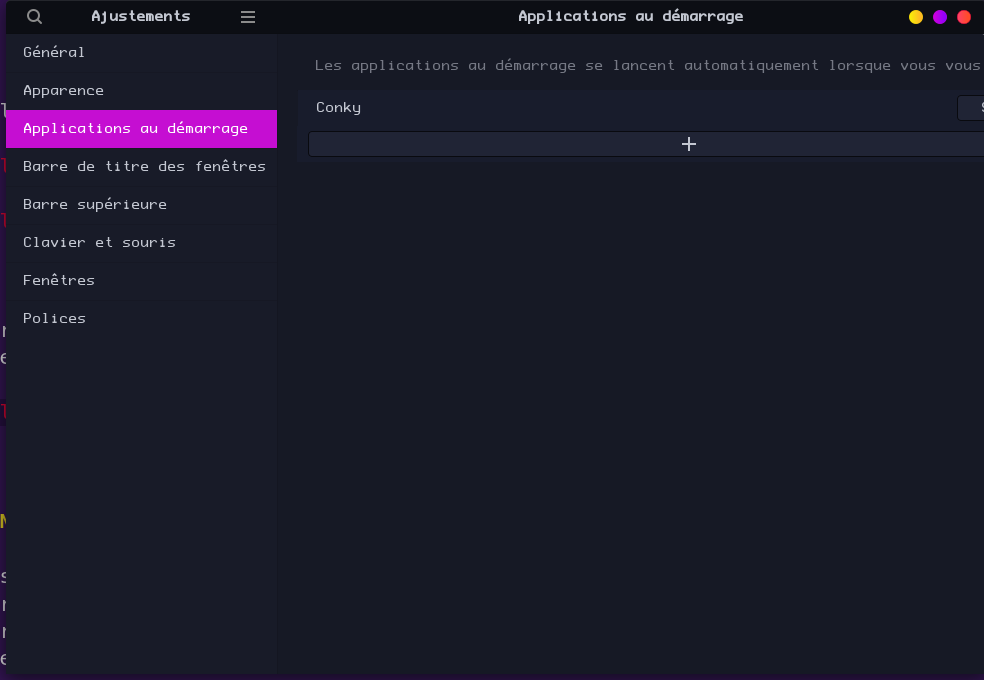 Ajustements
Applications au démarrage
Général
Apparence
Applications au démarrage
Barre de titre des fenêtres
Barre supérieure
Clavier et souris
Fenêtres
Polices
Les applications au démarrage se lancent automatiquement lorsque vous vous
Conky